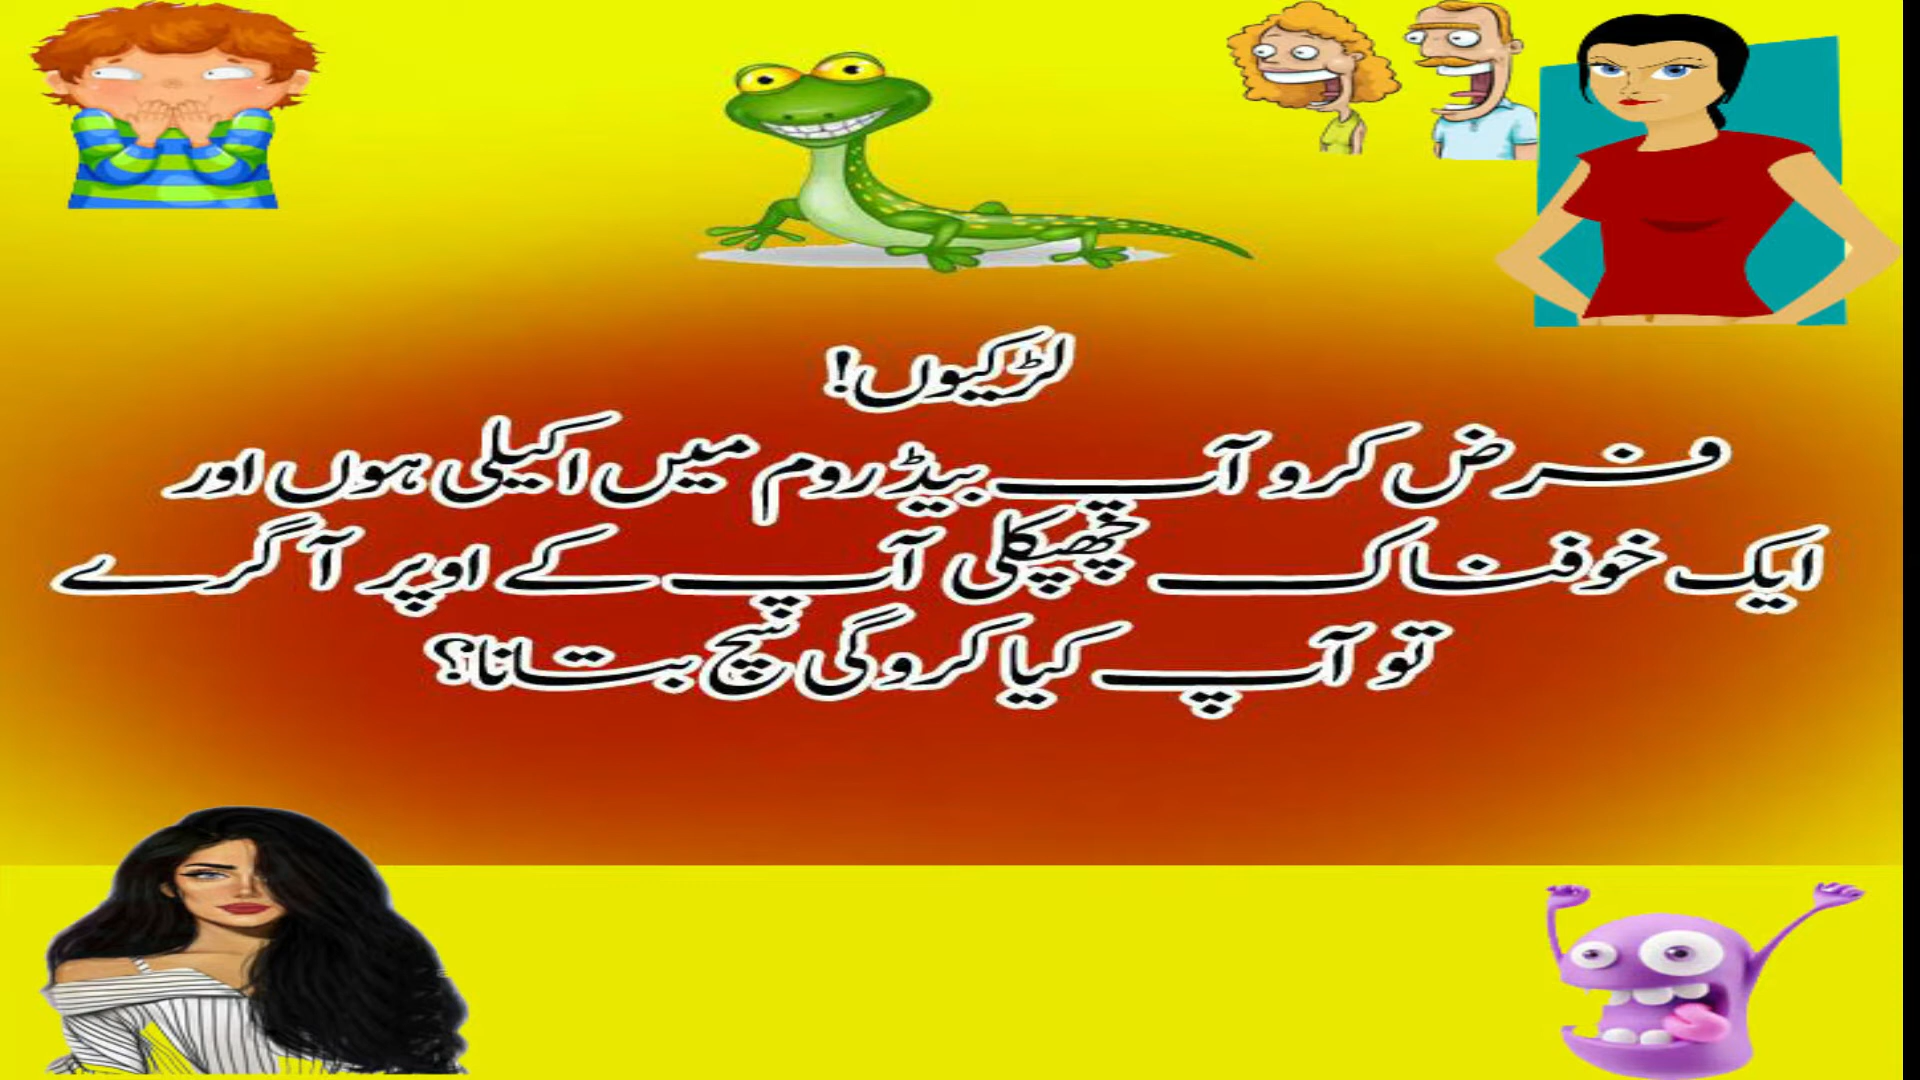 لڑکیوں!
فرض کرو آپ بیڈ روم میں اکیلی ہوں اور
ایک خوفناک چھپکلی آپ کے اوپر آ گرے
تو آپ کیا کرو گی سچ بتانا؟